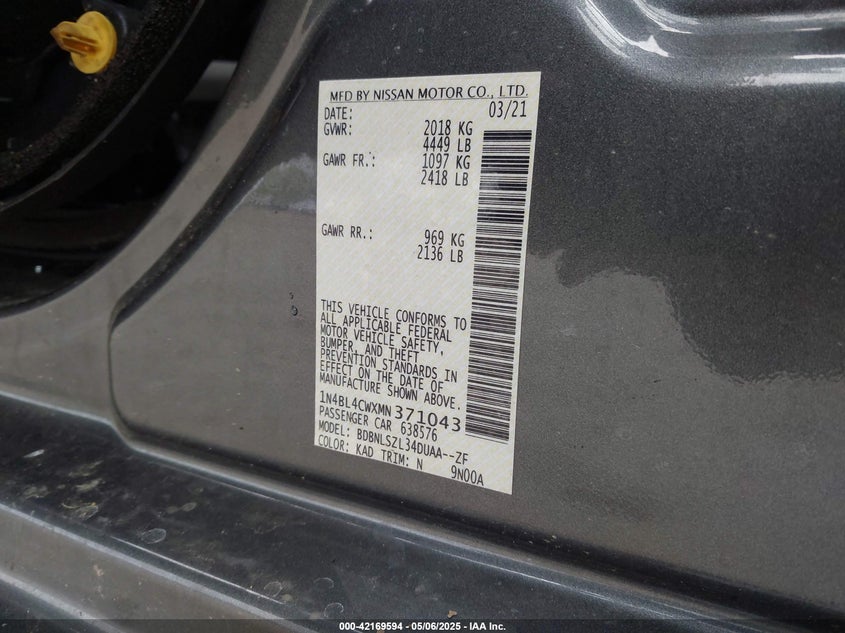 MFD BY NISSAN MOTOR CO., LTD.
DATE: 03/21
GVWR: 2018 KG
4449 LB
GAWR FR.: 1097 KG
2418 LB
GAWR RR.: 969 KG
2136 LB
THIS VEHICLE CONFORMS TO
ALL APPLICABLE FEDERAL
MOTOR VEHICLE SAFETY,
BUMPER, AND THEFT
PREVENTION STANDARDS IN
EFFECT ON THE DATE OF
MANUFACTURE SHOWN ABOVE.
1N4BL4CWXMN371043
PASSENGER CAR 638576
MODEL: BDBNLSZL34DUAA--ZF
COLOR: KAD TRIM: N 9N00A
000-42169594 - 05/06/2025 - IAA Inc.